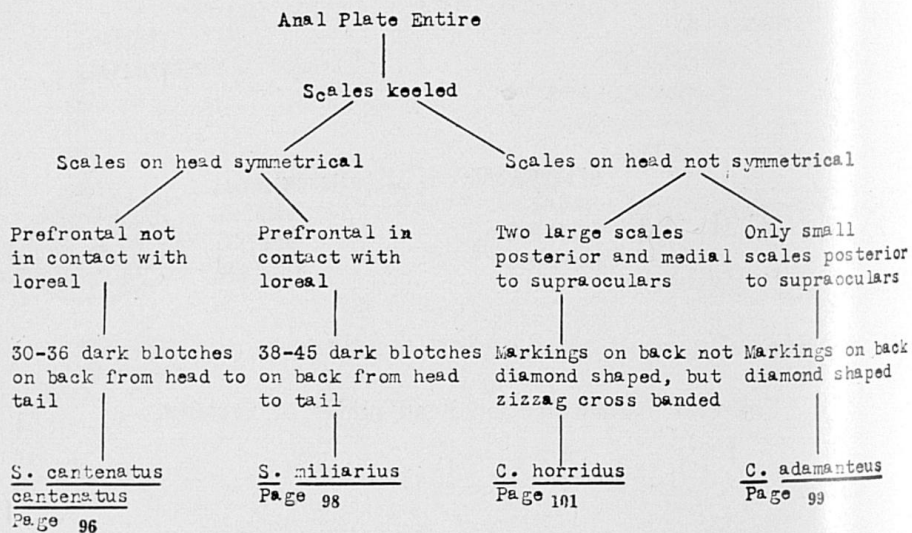 Anal Plate Entire
Scales keeled
Scales on head symmetrical
Scales on head not symmetrical
Prefrontal not
in contact with
loreal
Prefrontal in
contact with
loreal
Two large scales
posterior and medial
to supraoculars
Only small
scales posterior
to supraoculars
30-36 dark blotches
on back from head to
tail
38-45 dark blotches
on back from head
to tail
Markings on back not
diamond shaped, but
zizzag cross banded
Markings on back
diamond shaped
S. cantenatus
cantenatus
Page 96
S. miliarius
Page 98
C. horridus
Page 101
C. adamanteus
Page 99